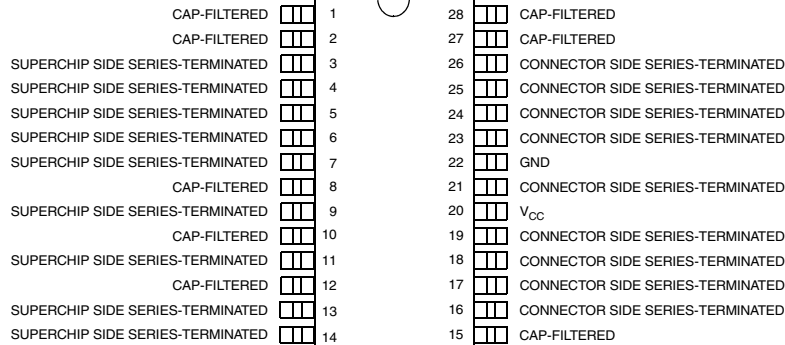 CAP-FILTERED 1 28 CAP-FILTERED
CAP-FILTERED 2 27 CAP-FILTERED
SUPERCHIP SIDE SERIES-TERMINATED 3 26 CONNECTOR SIDE SERIES-TERMINATED
SUPERCHIP SIDE SERIES-TERMINATED 4 25 CONNECTOR SIDE SERIES-TERMINATED
SUPERCHIP SIDE SERIES-TERMINATED 5 24 CONNECTOR SIDE SERIES-TERMINATED
SUPERCHIP SIDE SERIES-TERMINATED 6 23 CONNECTOR SIDE SERIES-TERMINATED
SUPERCHIP SIDE SERIES-TERMINATED 7 22 GND
CAP-FILTERED 8 21 CONNECTOR SIDE SERIES-TERMINATED
SUPERCHIP SIDE SERIES-TERMINATED 9 20 VCC
CAP-FILTERED 10 19 CONNECTOR SIDE SERIES-TERMINATED
SUPERCHIP SIDE SERIES-TERMINATED 11 18 CONNECTOR SIDE SERIES-TERMINATED
CAP-FILTERED 12 17 CONNECTOR SIDE SERIES-TERMINATED
SUPERCHIP SIDE SERIES-TERMINATED 13 16 CONNECTOR SIDE SERIES-TERMINATED
SUPERCHIP SIDE SERIES-TERMINATED 14 15 CAP-FILTERED